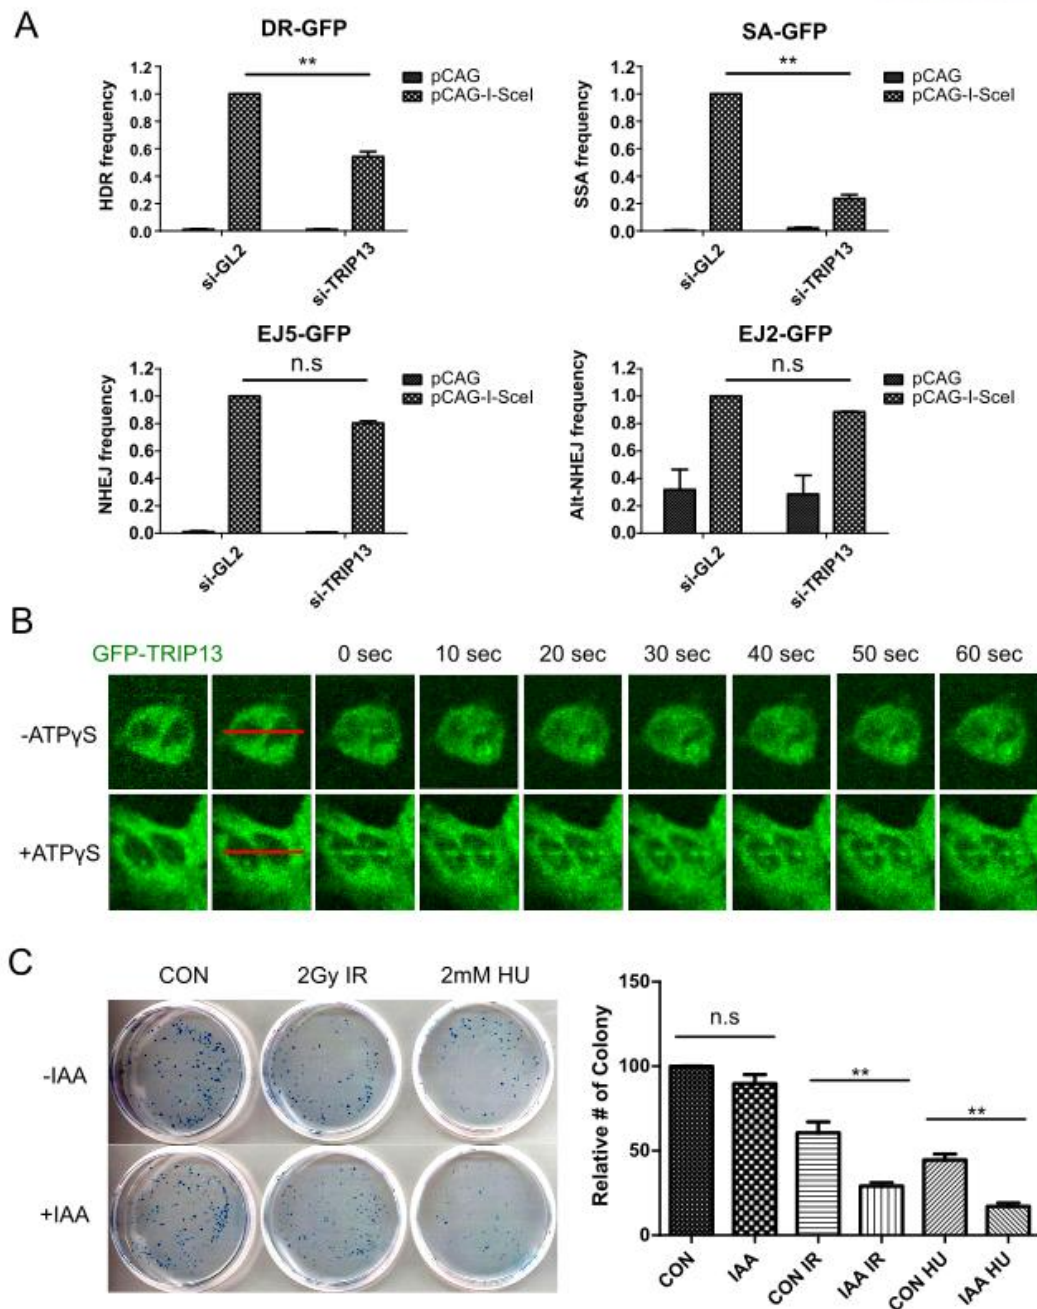 A
DR-GFP
**
1.2
1.0
0.8
0.6
0.4
0.2
0.0
HDR frequency
pCAG
pCAG-I-SceI
si-GL2
si-TRIP13
SA-GFP
**
1.2
1.0
0.8
0.6
0.4
0.2
0.0
SSA frequency
pCAG
pCAG-I-SceI
si-GL2
si-TRIP13
EJ5-GFP
n.s
1.2
1.0
0.8
0.6
0.4
0.2
0.0
NHEJ frequency
pCAG
pCAG-I-SceI
si-GL2
si-TRIP13
EJ2-GFP
n.s
1.2
1.0
0.8
0.6
0.4
0.2
0.0
Alt-NHEJ frequency
pCAG
pCAG-I-SceI
si-GL2
si-TRIP13
B
GFP-TRIP13 0 sec 10 sec 20 sec 30 sec 40 sec 50 sec 60 sec
-ATPγS
+ATPγS
C
CON 2Gy IR 2mM HU
-IAA
+IAA
150
100
50
0
Relative # of Colony
n.s
**
**
CON
IAA
CON IR
IAA IR
CON HU
IAA HU